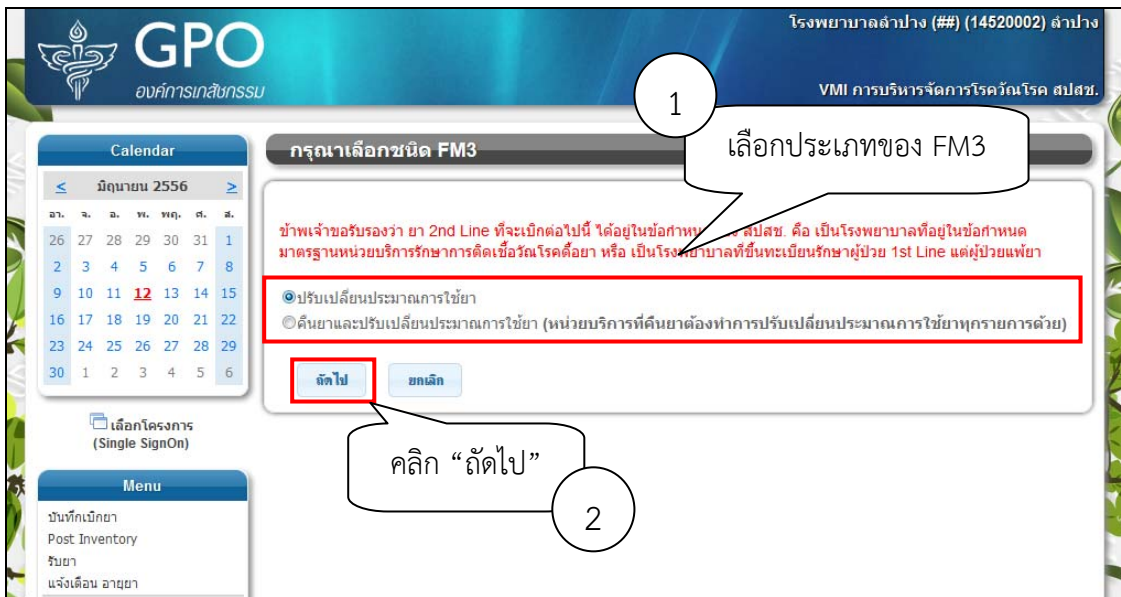 GPO
องค์การเภสัชกรรม
โรงพยาบาลลำปาง (##) (14520002) ลำปาง
VMI การบริหารจัดการโรควัณโรค สปสช.
1
เลือกประเภทของ FM3
Calendar
< มิถุนายน 2556 >
อา. จ. อ. พ. พฤ. ศ. ส.
26 27 28 29 30 31 1
2 3 4 5 6 7 8
9 10 11 12 13 14 15
16 17 18 19 20 21 22
23 24 25 26 27 28 29
30 1 2 3 4 5 6
เลือกโครงการ
(Single SignOn)
Menu
บันทึกเบิกยา
Post Inventory
รับยา
แจ้งเตือน อายุยา
กรุณาเลือกชนิด FM3
ข้าพเจ้าขอรับรองว่า ยา 2nd Line ที่จะเบิกต่อไปนี้ ได้อยู่ในข้อกำหน สปสช. คือ เป็นโรงพยาบาลที่อยู่ในข้อกำหนด
มาตรฐานหน่วยบริการรักษาการติดเชื้อวัณโรคดื้อยา หรือ เป็นโรงพยาบาลที่ขึ้นทะเบียนรักษาผู้ป่วย 1st Line แต่ผู้ป่วยแพ้ยา
ปรับเปลี่ยนประมาณการใช้ยา
คืนยาและปรับเปลี่ยนประมาณการใช้ยา (หน่วยบริการที่คืนยาต้องทำการปรับเปลี่ยนประมาณการใช้ยาทุกรายการด้วย)
ถัดไป ยกเลิก
คลิก “ถัดไป”
2